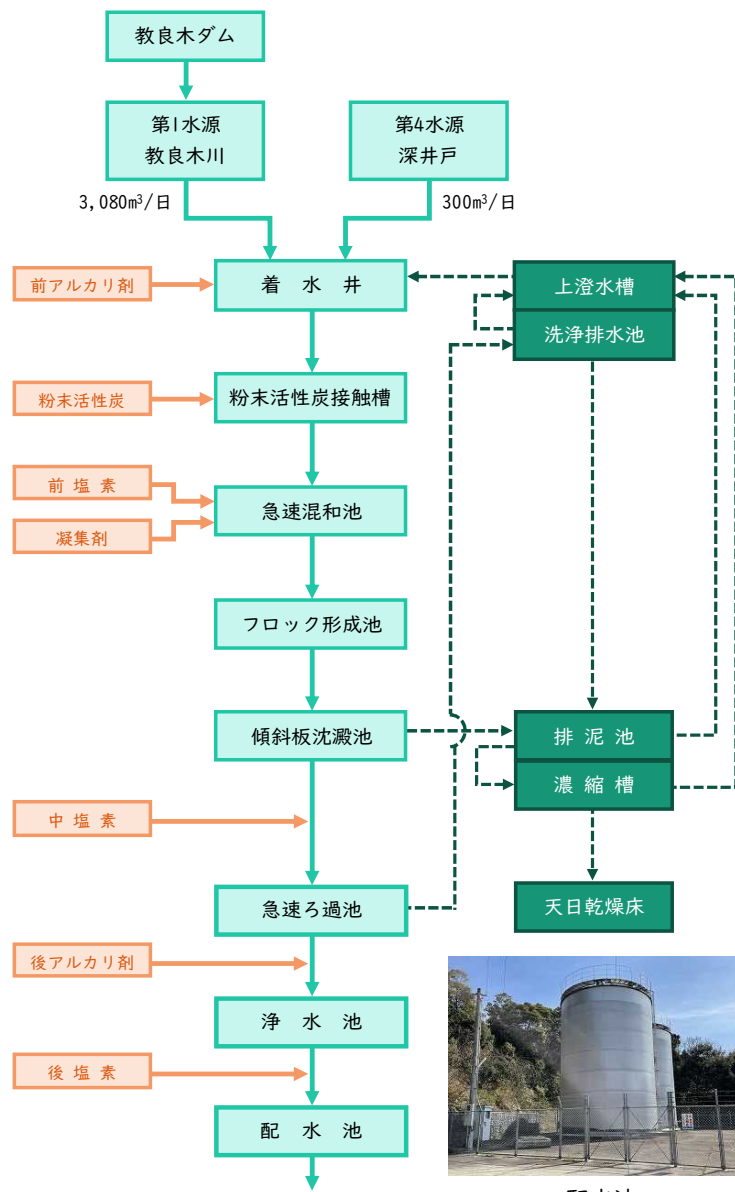 教良木ダム
第1水源
教良木川
第4水源
深井戸
3,080m³/日
300m³/日
前アルカリ剤
着 水 井
上澄水槽
洗浄排水池
粉末活性炭
粉末活性炭接触槽
前 塩 素
凝集剤
急速混和池
フロック形成池
傾斜板沈澱池
排 泥 池
濃 縮 槽
中 塩 素
急速ろ過池
天日乾燥床
後アルカリ剤
浄 水 池
後 塩 素
配 水 池